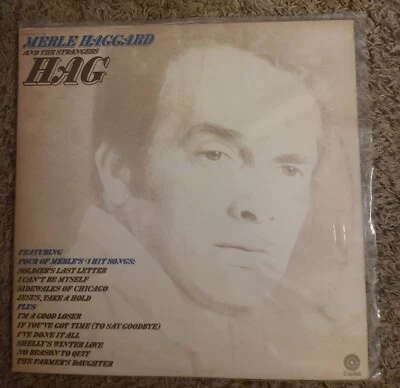 MERLE HAGGARD
AND THE STRANGERS
HAG
FEATURING
FOUR OF MERLE'S #1 HIT SONGS:
SOLDIER'S LAST LETTER
I CAN'T BE MYSELF
SIDEWALKS OF CHICAGO
JESUS, TAKE A HOLD
PLUS
I'M A GOOD LOSER
IF YOU'VE GOT TIME (TO SAY GOODBYE)
I'VE DONE IT ALL
SHELLY'S WINTER LOVE
NO REASON TO QUIT
THE FARMER'S DAUGHTER